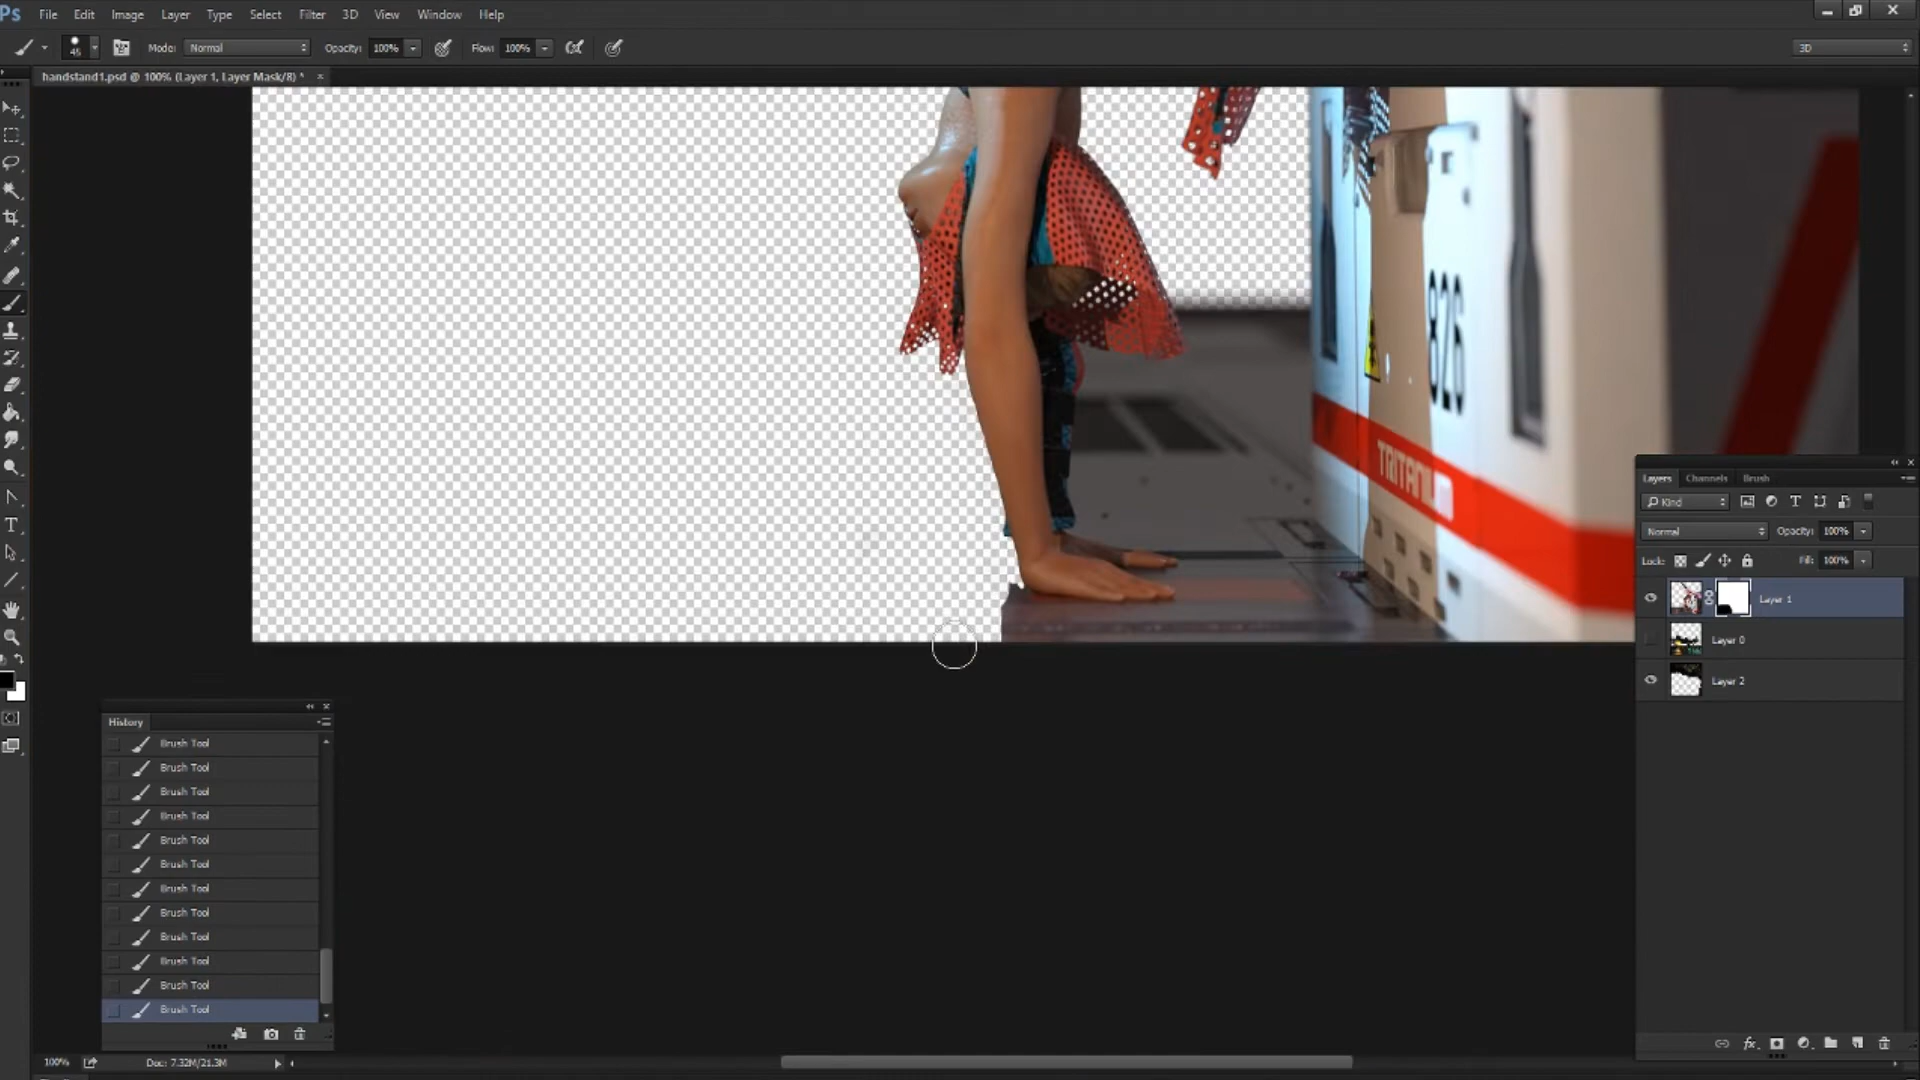 Ps File Edit Image Layer Type Select Filter 3D View Window Help
45 Mode: Normal Opacity: 100% Flow: 100% 3D
handstand1.psd @ 100% (Layer 1, Layer Mask/8) * ×
826
TRITANIUM
Layers Channels Brush
Kind
Normal Opacity: 100%
Lock: Fill: 100%
Layer 1
Layer 0
Layer 2
History
Brush Tool
Brush Tool
Brush Tool
Brush Tool
Brush Tool
Brush Tool
Brush Tool
Brush Tool
Brush Tool
Brush Tool
Brush Tool
Brush Tool
100% Doc: 7.32M/21.3M